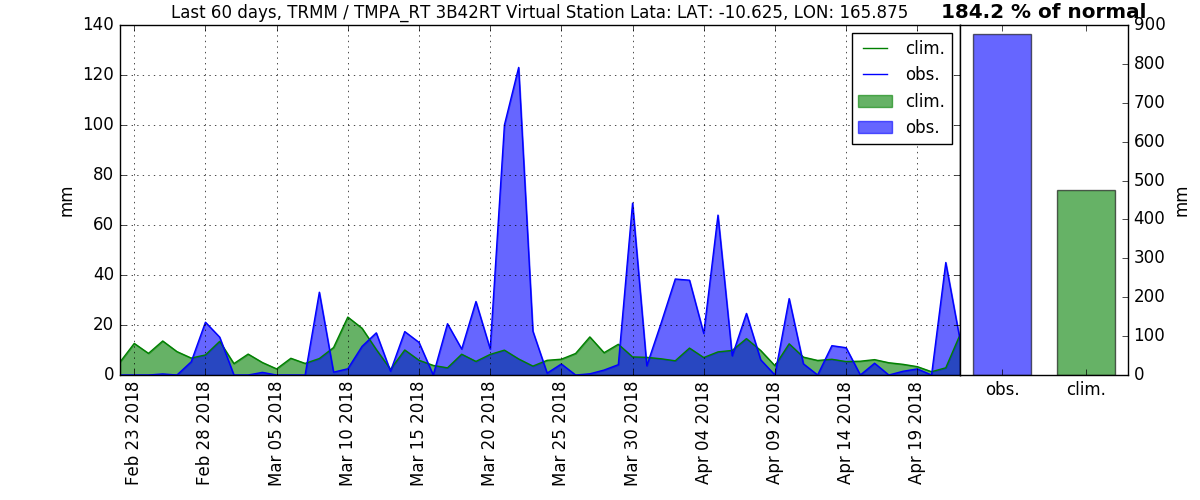 Last 60 days, TRMM / TMPA_RT 3B42RT Virtual Station Lata: LAT: -10.625, LON: 165.875
184.2 % of normal
140
120
100
80
60
40
20
0
mm
clim.
obs.
clim.
obs.
900
800
700
600
500
400
300
200
100
0
mm
Feb 23 2018
Feb 28 2018
Mar 05 2018
Mar 10 2018
Mar 15 2018
Mar 20 2018
Mar 25 2018
Mar 30 2018
Apr 04 2018
Apr 09 2018
Apr 14 2018
Apr 19 2018
obs.
clim.